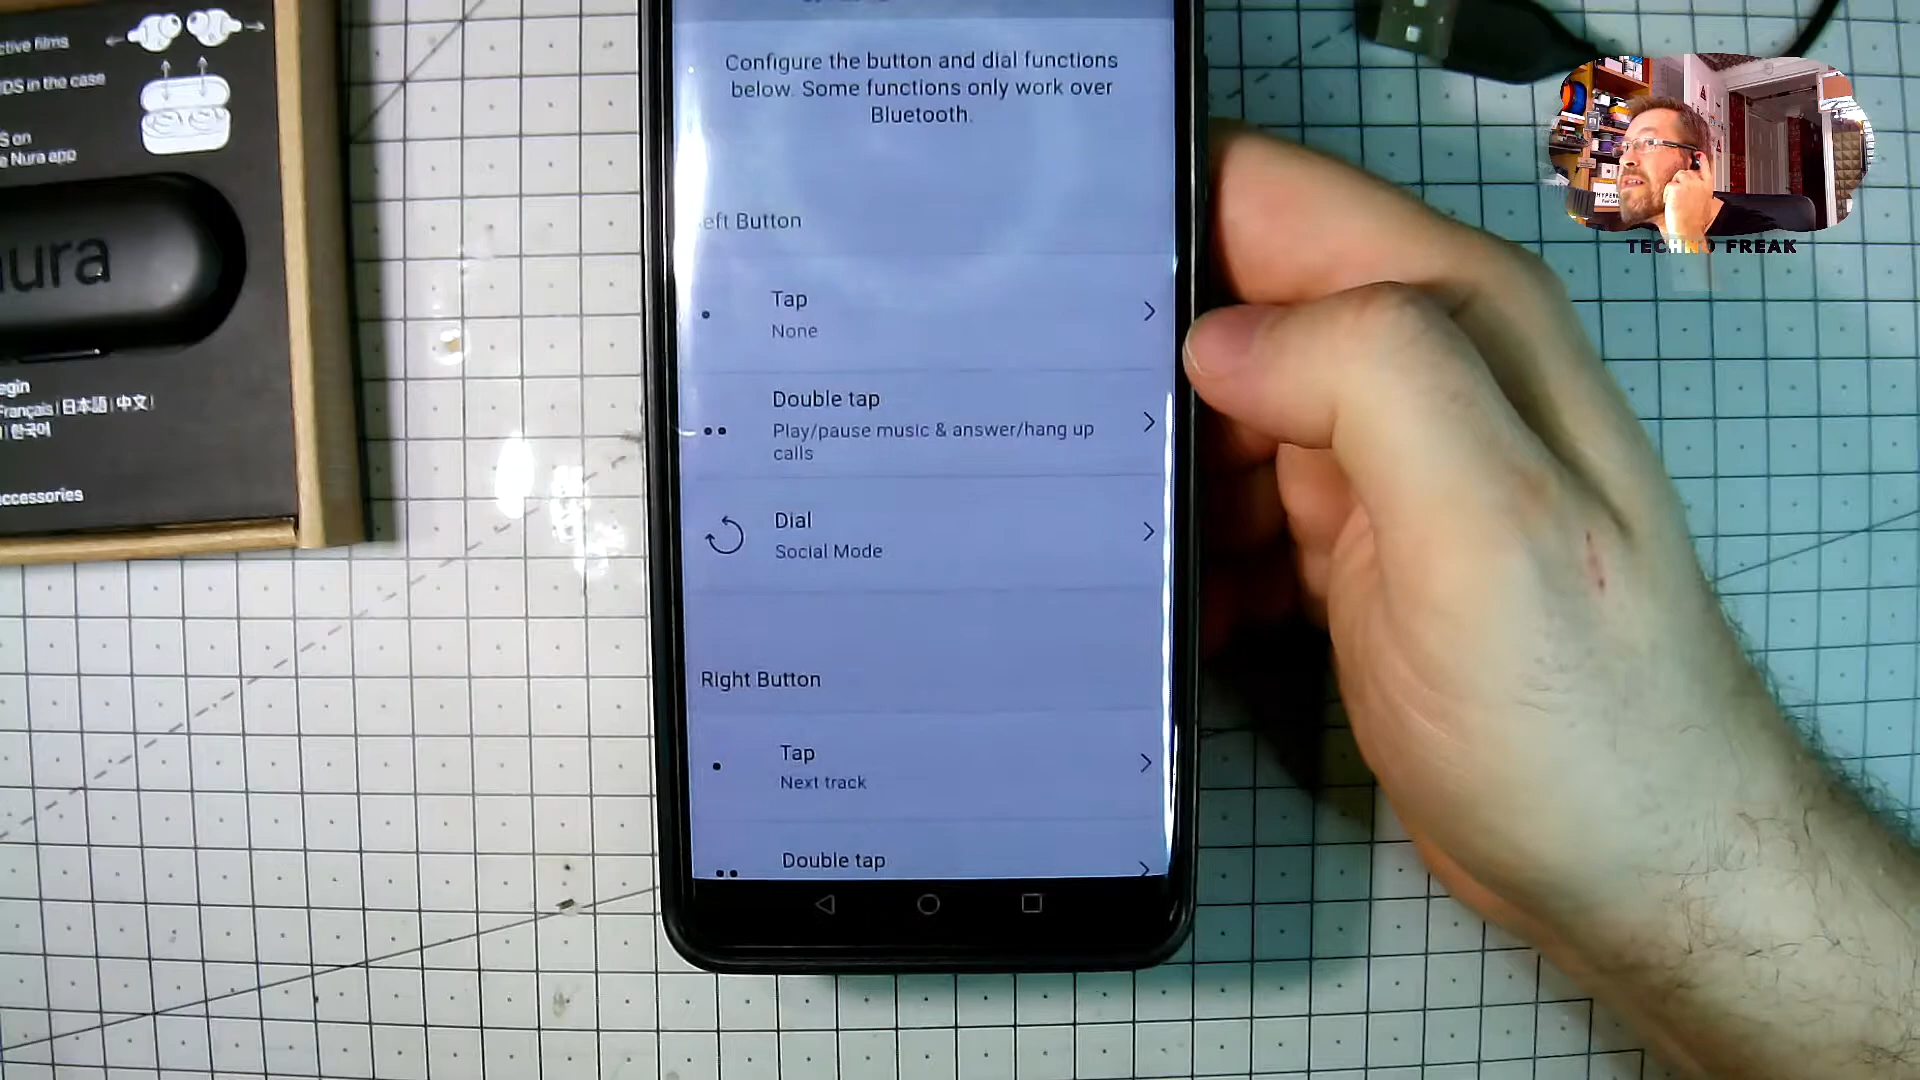 ctive films
DS in the case
S on
e Nura app
ura
egin
Français | 日本語 | 中文 |
| 한국어
ccessories
Configure the button and dial functions
below. Some functions only work over
Bluetooth.
eft Button
Tap
None
Double tap
Play/pause music & answer/hang up
calls
Dial
Social Mode
Right Button
Tap
Next track
Double tap
TECHNO FREAK